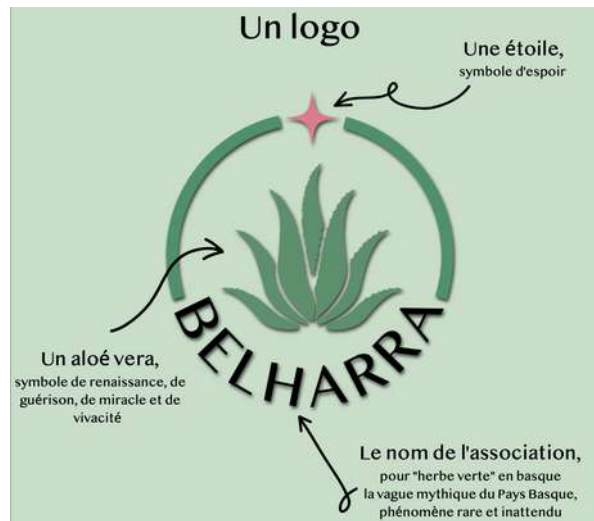 Un logo
Une étoile,
symbole d'espoir
BELHARRA
Un aloé vera,
symbole de renaissance, de
guérison, de miracle et de
vivacité
Le nom de l'association,
pour "herbe verte" en basque
la vague mythique du Pays Basque,
phénomène rare et inattendu